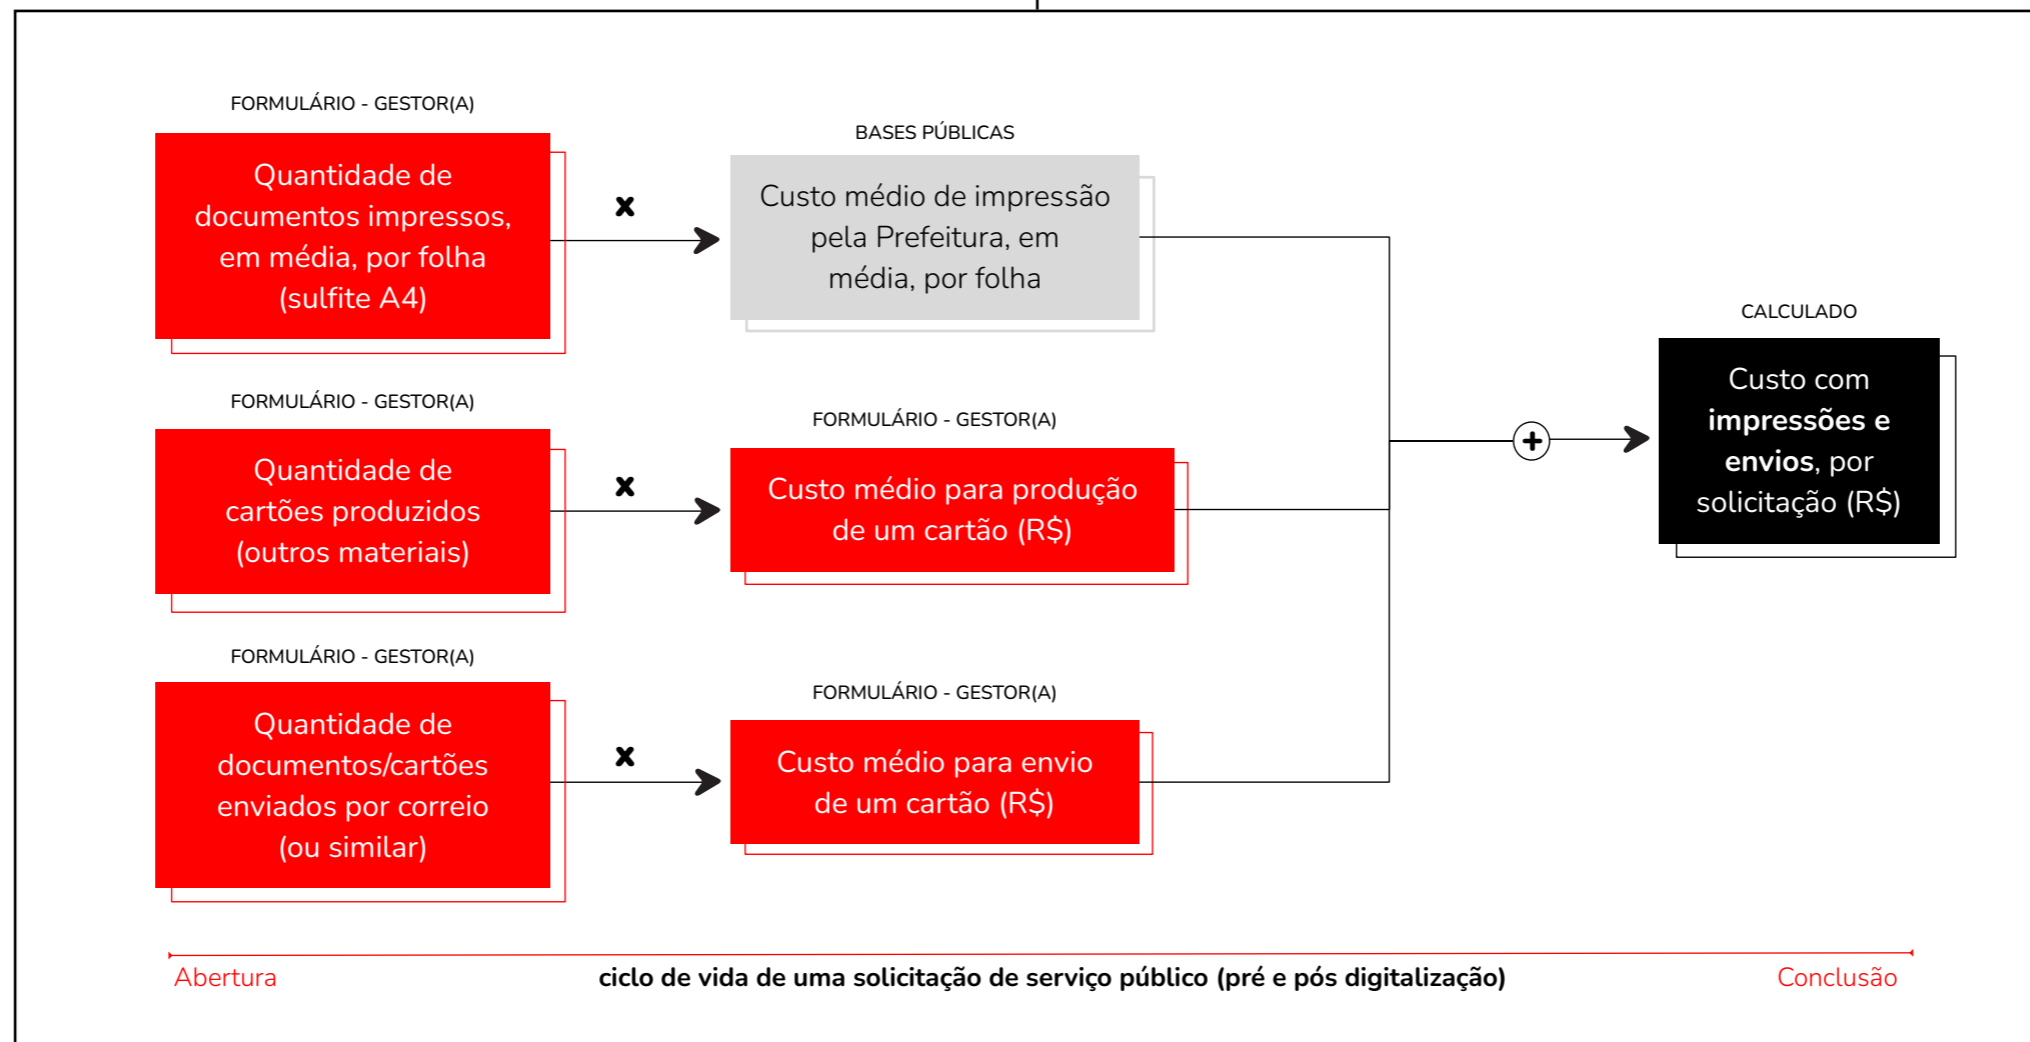 FORMULÁRIO - GESTOR(A)
Quantidade de
documentos impressos,
em média, por folha
(sulfite A4)
x
BASES PÚBLICAS
Custo médio de impressão
pela Prefeitura, em
média, por folha
FORMULÁRIO - GESTOR(A)
Quantidade de
cartões produzidos
(outros materiais)
x
FORMULÁRIO - GESTOR(A)
Custo médio para produção
de um cartão (R$)
FORMULÁRIO - GESTOR(A)
Quantidade de
documentos/cartões
enviados por correio
(ou similar)
x
FORMULÁRIO - GESTOR(A)
Custo médio para envio
de um cartão (R$)
+
CALCULADO
Custo com
impressões e
envios, por
solicitação (R$)
Abertura
ciclo de vida de uma solicitação de serviço público (pré e pós digitalização)
Conclusão